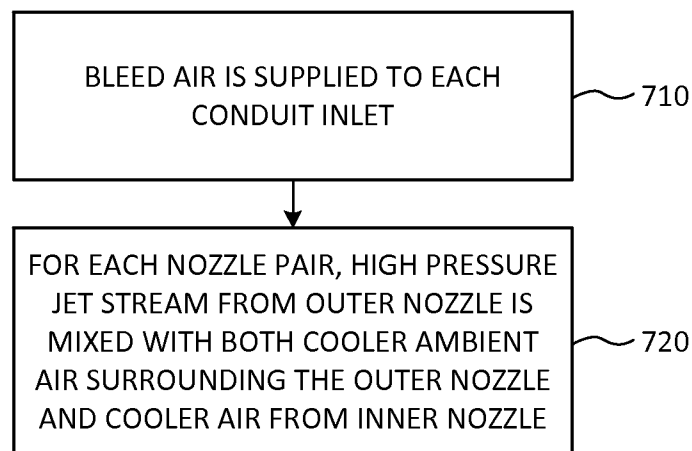 BLEED AIR IS SUPPLIED TO EACH
CONDUIT INLET
710
FOR EACH NOZZLE PAIR, HIGH PRESSURE
JET STREAM FROM OUTER NOZZLE IS
MIXED WITH BOTH COOLER AMBIENT
AIR SURROUNDING THE OUTER NOZZLE
AND COOLER AIR FROM INNER NOZZLE
720